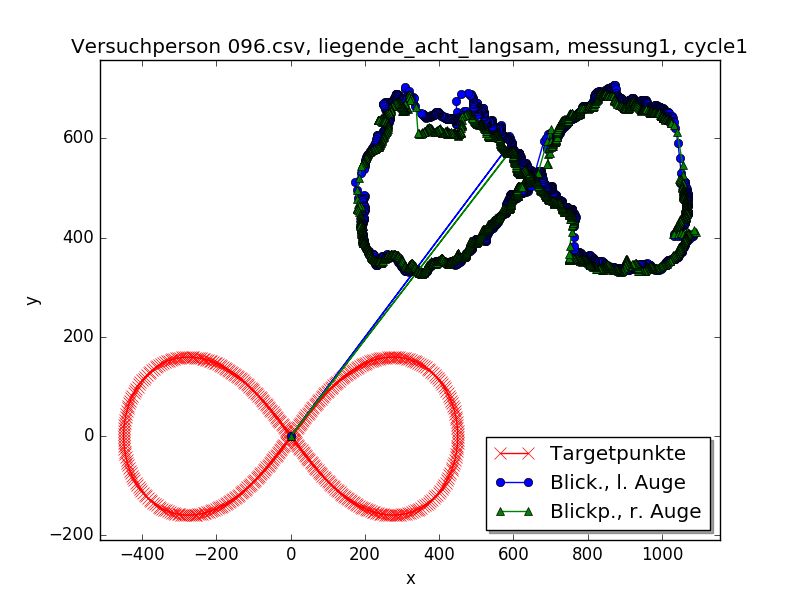 Versuchperson 096.csv, liegende_acht_langsam, messung1, cycle1
600
400
200
0
−200
y
−400
−200
0
200
400
600
800
1000
x
Targetpunkte
Blick., l. Auge
Blickp., r. Auge